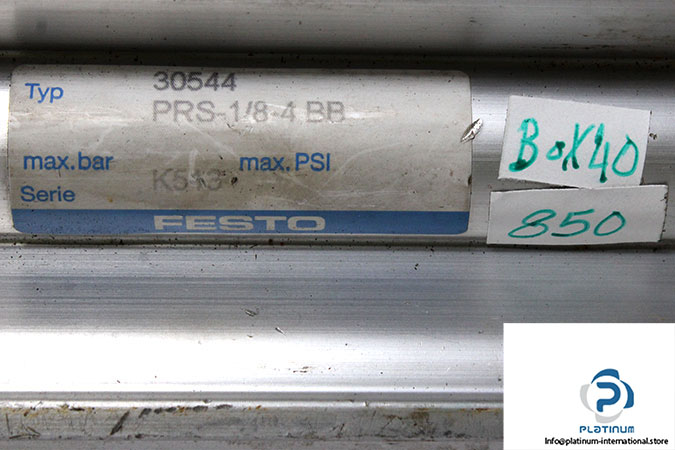 Typ 30544
PRS-1/8-4 BB
max.bar max.PSI
Serie K513
FESTO
BOX40
850
PLATINUM
Info@platinum-international.store